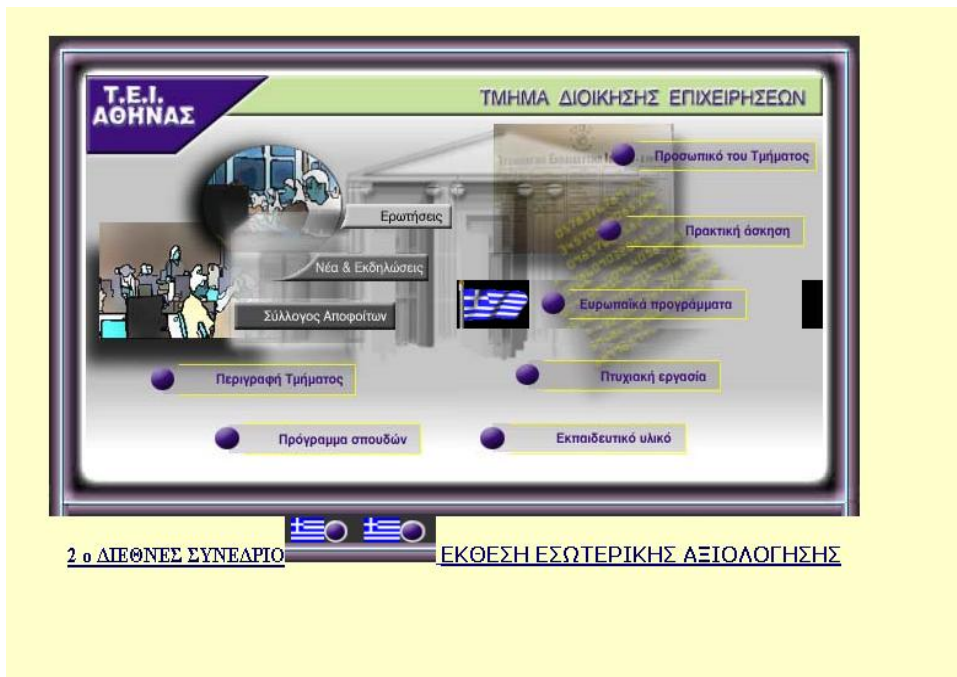 Τ.Ε.Ι.
ΑΘΗΝΑΣ
ΤΜΗΜΑ ΔΙΟΙΚΗΣΗΣ ΕΠΙΧΕΙΡΗΣΕΩΝ
Προσωπικό του Τμήματος
Ερωτήσεις
Πρακτική άσκηση
Νέα & Εκδηλώσεις
Ευρωπαϊκά προγράμματα
Σύλλογος Αποφοίτων
Περιγραφή Τμήματος
Πτυχιακή εργασία
Πρόγραμμα σπουδών
Εκπαιδευτικό υλικό
2 ο ΔΙΕΘΝΕΣ ΣΥΝΕΔΡΙΟ
ΕΚΘΕΣΗ ΕΣΩΤΕΡΙΚΗΣ ΑΞΙΟΛΟΓΗΣΗΣ